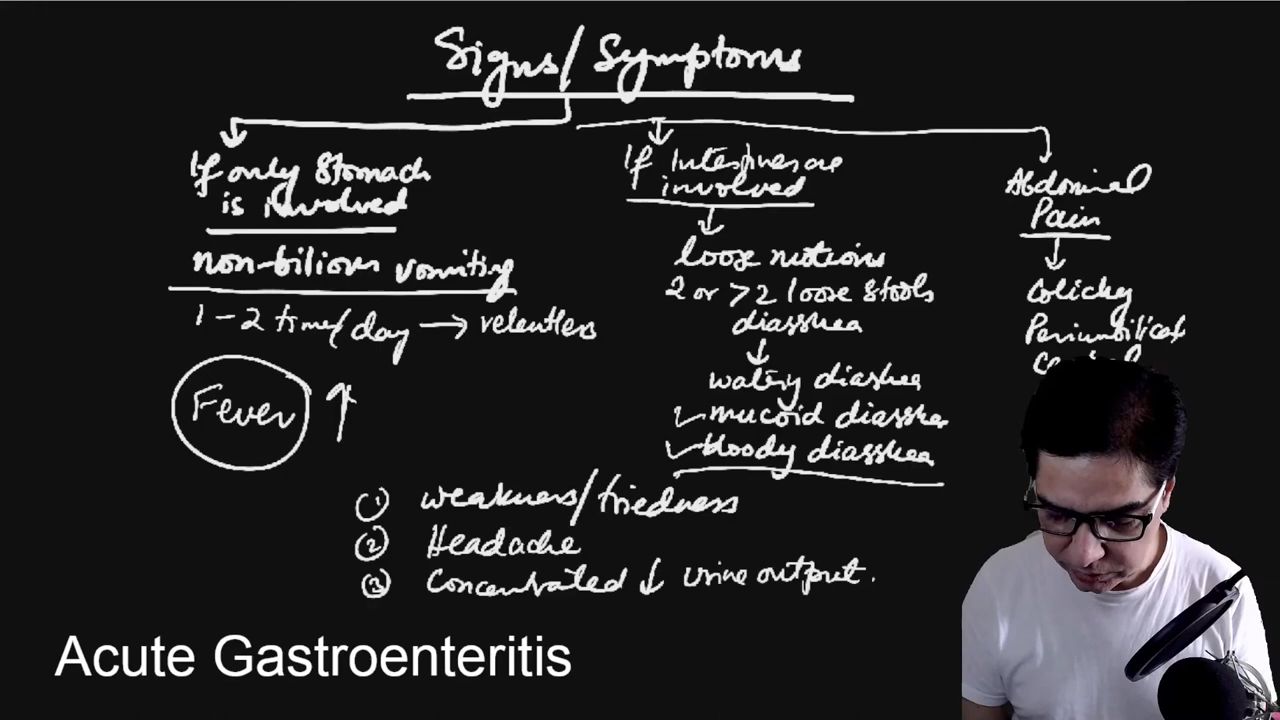 Signs/Symptoms
If only Stomach
is involved
non-bilious vomiting
1-2 time/day → relentless
Fever ↑
If Intestines are
involved
loose motions
2 or >2 loose stools
diarrhea
watery diarrhea
mucoid diarrhea
bloody diarrhea
Abdominal
Pain
Colicky
Periumbilical
① weakness/tiredness
② Headache
③ Concentrated ↓ urine output.
Acute Gastroenteritis